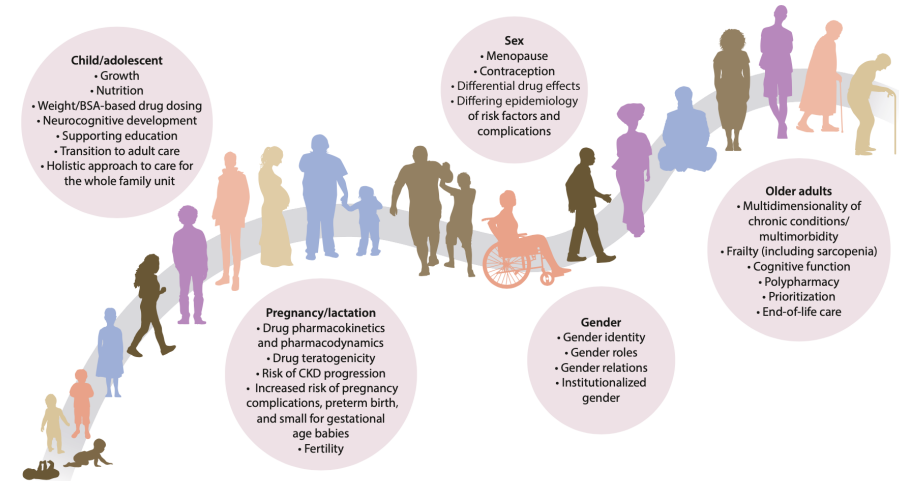 Child/adolescent
• Growth
• Nutrition
• Weight/BSA-based drug dosing
• Neurocognitive development
• Supporting education
• Transition to adult care
• Holistic approach to care for
the whole family unit
Pregnancy/lactation
• Drug pharmacokinetics
and pharmacodynamics
• Drug teratogenicity
• Risk of CKD progression
• Increased risk of pregnancy
complications, preterm birth,
and small for gestational
age babies
• Fertility
Sex
• Menopause
• Contraception
• Differential drug effects
• Differing epidemiology
of risk factors and
complications
Gender
• Gender identity
• Gender roles
• Gender relations
• Institutionalized
gender
Older adults
• Multidimensionality of
chronic conditions/
multimorbidity
• Frailty (including sarcopenia)
• Cognitive function
• Polypharmacy
• Prioritization
• End-of-life care